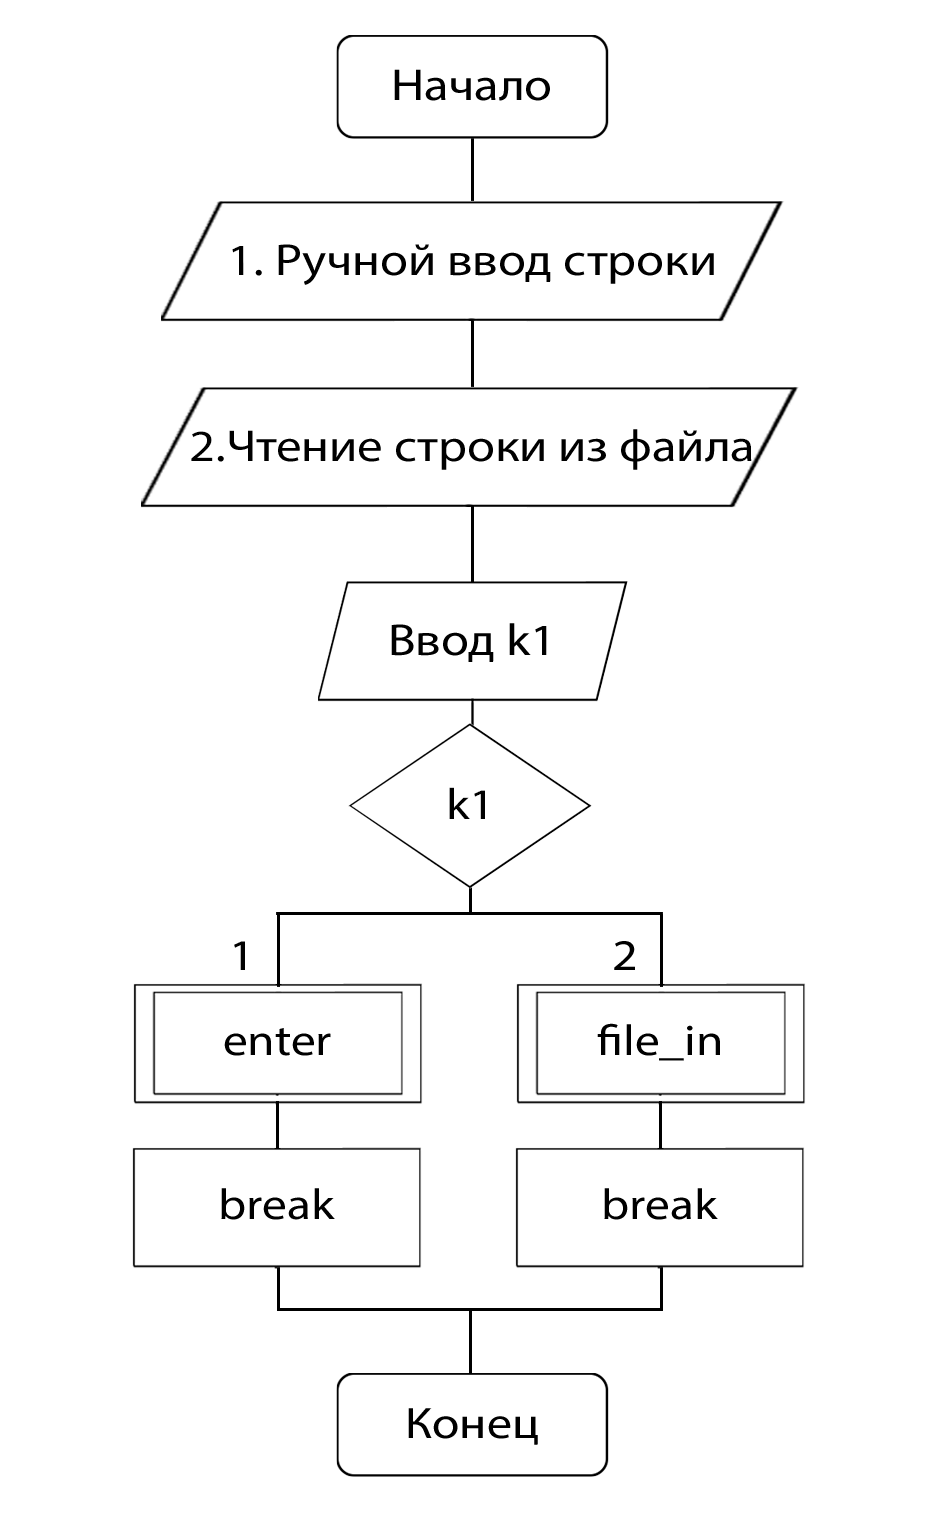 Начало
1. Ручной ввод строки
2.Чтение строки из файла
Ввод k1
k1
1
2
enter
file_in
break
break
Конец